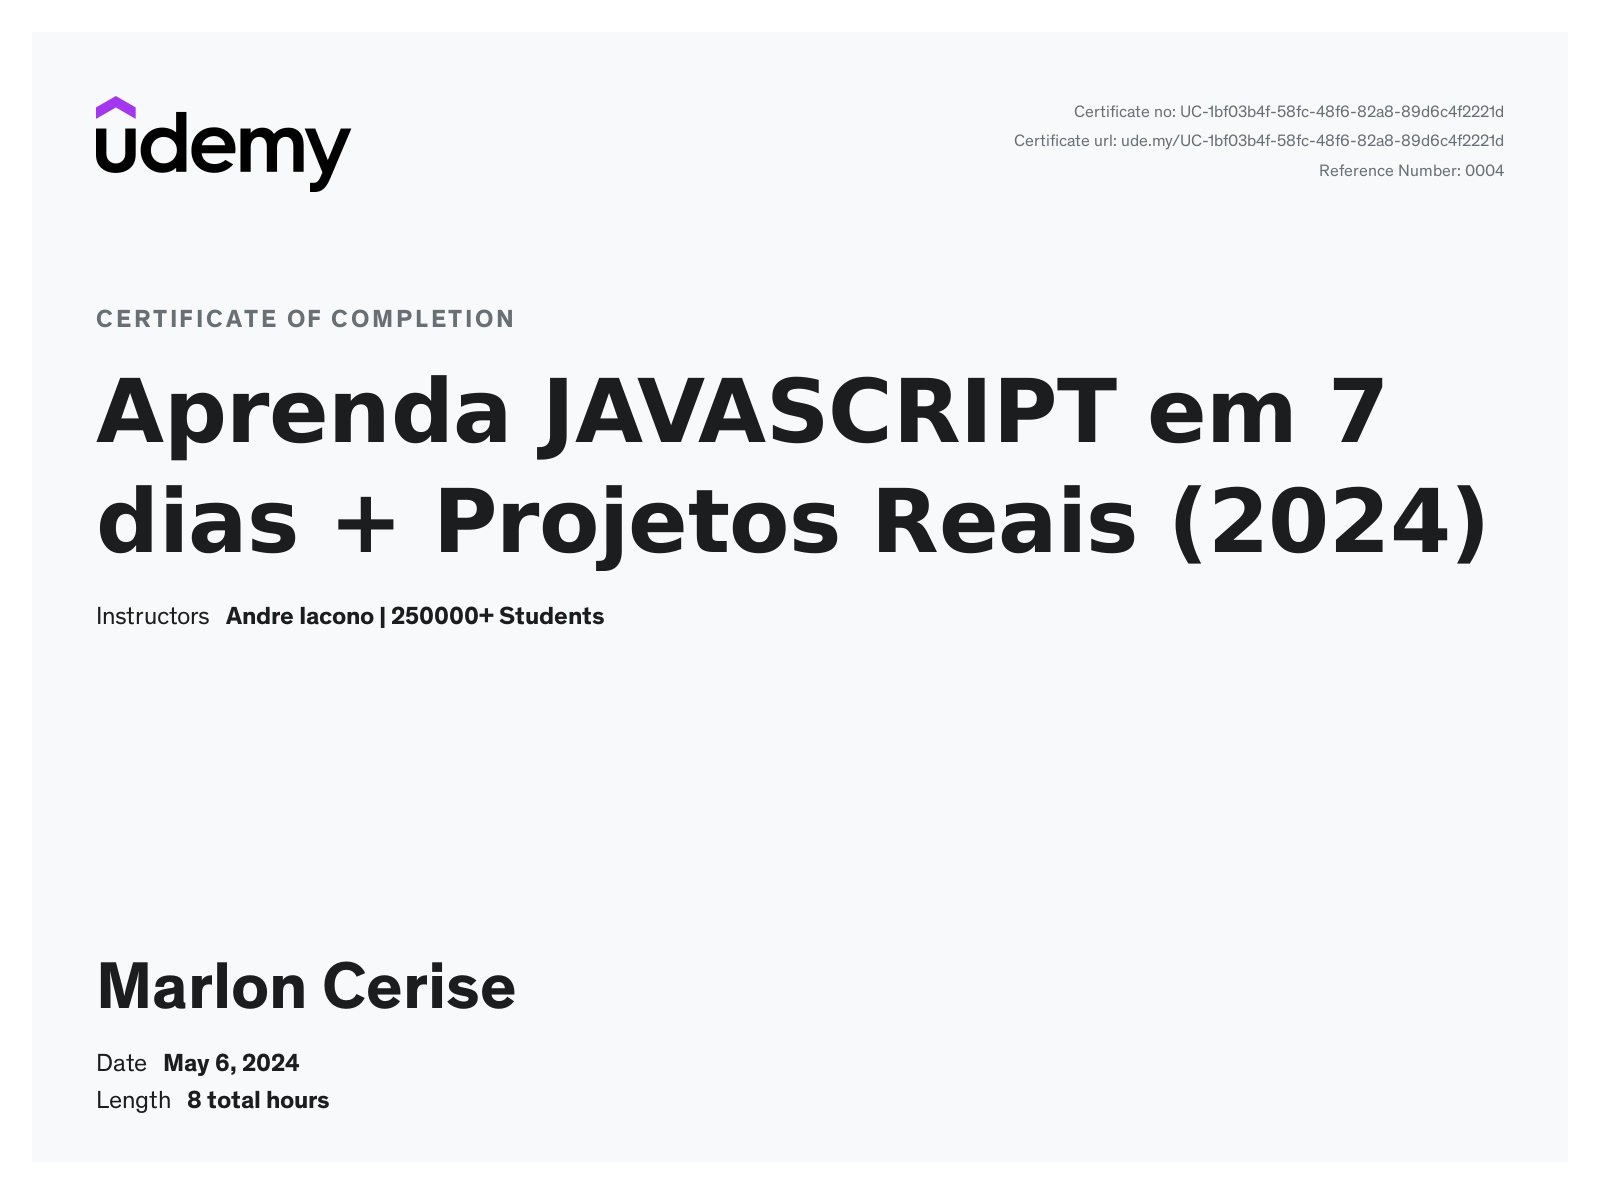 udemy
Certificate no: UC-1bf03b4f-58fc-48f6-82a8-89d6c4f2221d
Certificate url: ude.my/UC-1bf03b4f-58fc-48f6-82a8-89d6c4f2221d
Reference Number: 0004
CERTIFICATE OF COMPLETION
Aprenda JAVASCRIPT em 7
dias + Projetos Reais (2024)
Instructors Andre Iacono | 250000+ Students
Marlon Cerise
Date May 6, 2024
Length 8 total hours